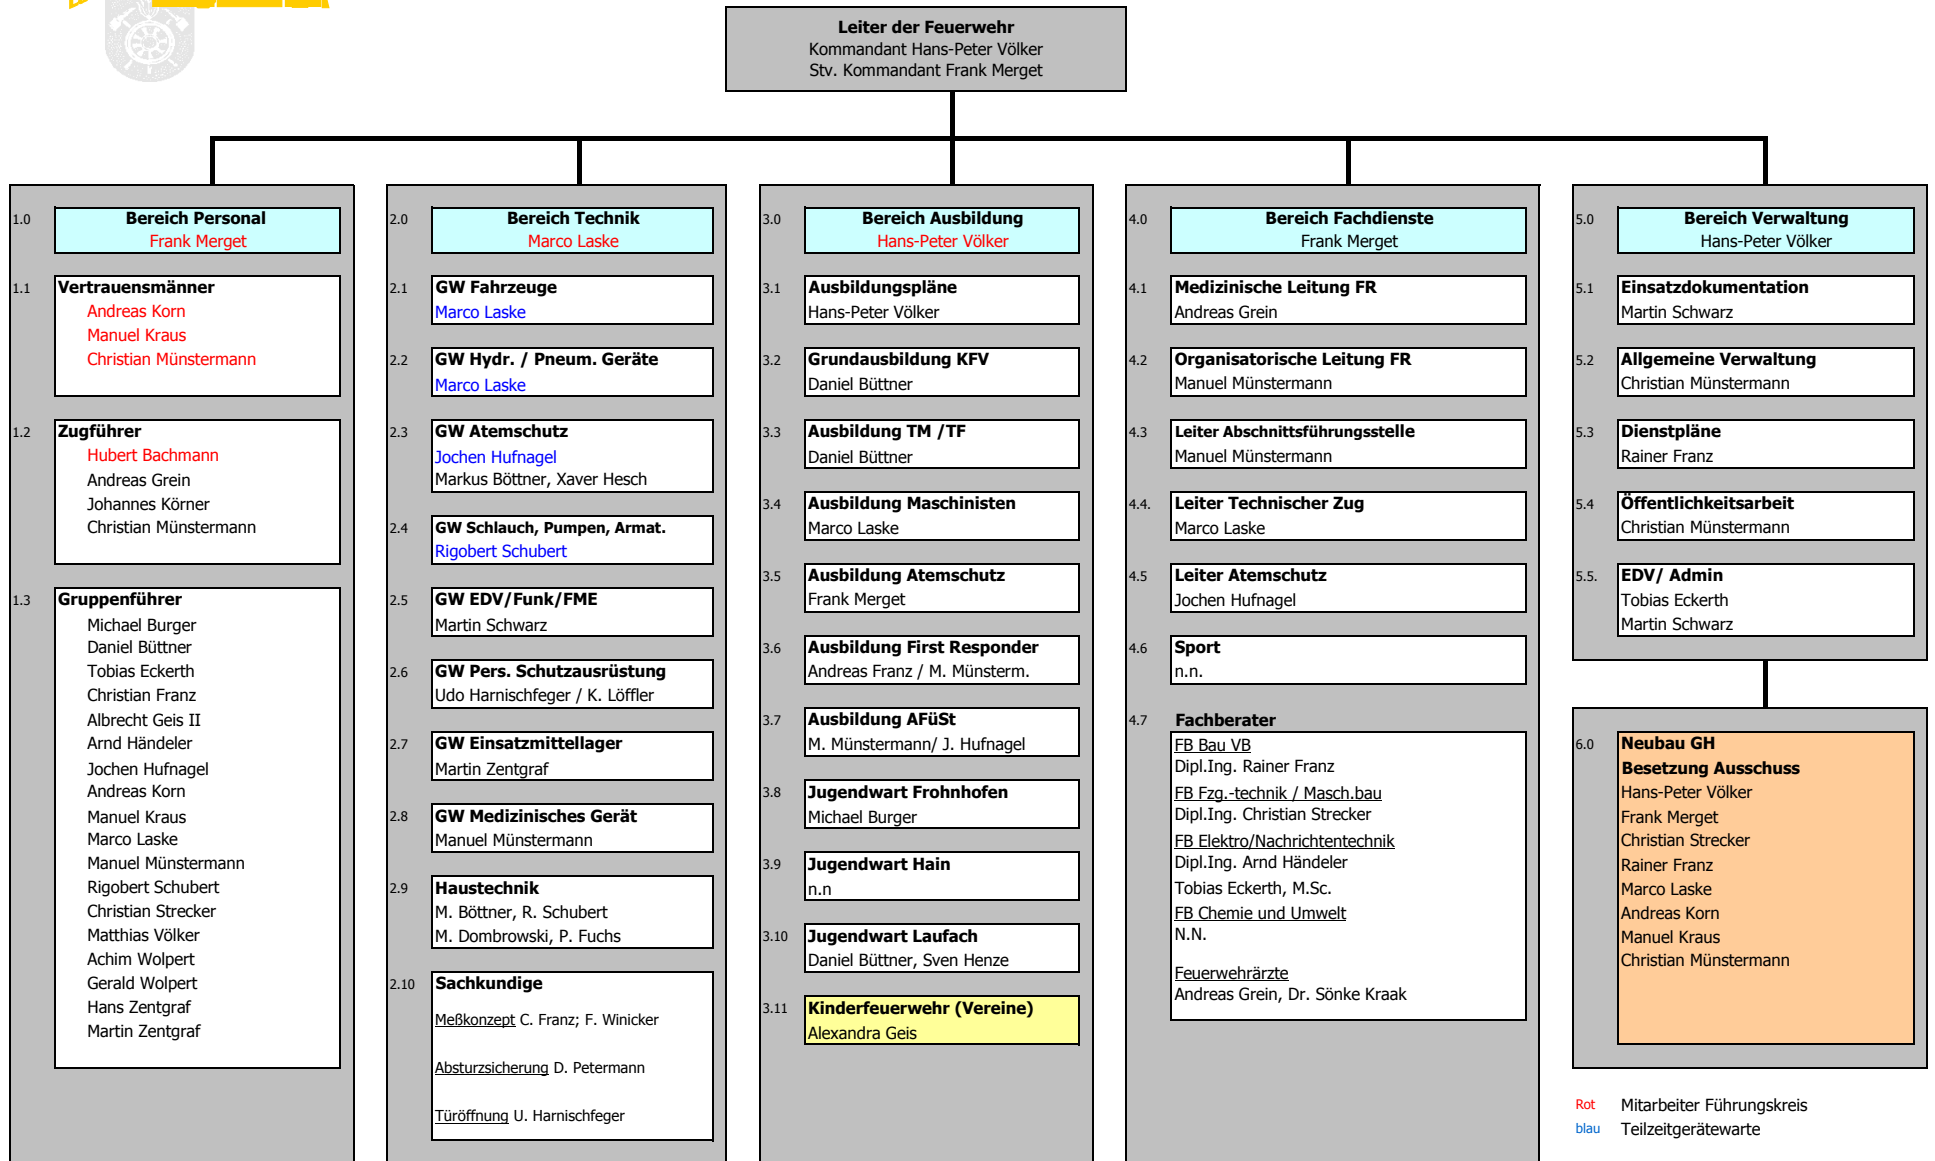 Leiter der Feuerwehr
Kommandant Hans-Peter Völker
Stv. Kommandant Frank Merget
1.0
Bereich Personal
Frank Merget
1.1
Vertrauensmänner
Andreas Korn
Manuel Kraus
Christian Münstermann
1.2
Zugführer
Hubert Bachmann
Andreas Grein
Johannes Körner
Christian Münstermann
1.3
Gruppenführer
Michael Burger
Daniel Büttner
Tobias Eckerth
Christian Franz
Albrecht Geis II
Arnd Händeler
Jochen Hufnagel
Andreas Korn
Manuel Kraus
Marco Laske
Manuel Münstermann
Rigobert Schubert
Christian Strecker
Matthias Völker
Achim Wolpert
Gerald Wolpert
Hans Zentgraf
Martin Zentgraf
2.0
Bereich Technik
Marco Laske
2.1
GW Fahrzeuge
Marco Laske
2.2
GW Hydr. / Pneum. Geräte
Marco Laske
2.3
GW Atemschutz
Jochen Hufnagel
Markus Böttner, Xaver Hesch
2.4
GW Schlauch, Pumpen, Armat.
Rigobert Schubert
2.5
GW EDV/Funk/FME
Martin Schwarz
2.6
GW Pers. Schutzausrüstung
Udo Harnischfeger / K. Löffler
2.7
GW Einsatzmittellager
Martin Zentgraf
2.8
GW Medizinisches Gerät
Manuel Münstermann
2.9
Haustechnik
M. Böttner, R. Schubert
M. Dombrowski, P. Fuchs
2.10
Sachkundige
Meßkonzept C. Franz; F. Winicker
Absturzsicherung D. Petermann
Türöffnung U. Harnischfeger
3.0
Bereich Ausbildung
Hans-Peter Völker
3.1
Ausbildungspläne
Hans-Peter Völker
3.2
Grundausbildung KFV
Daniel Büttner
3.3
Ausbildung TM /TF
Daniel Büttner
3.4
Ausbildung Maschinisten
Marco Laske
3.5
Ausbildung Atemschutz
Frank Merget
3.6
Ausbildung First Responder
Andreas Franz / M. Münsterm.
3.7
Ausbildung AFüSt
M. Münstermann/ J. Hufnagel
3.8
Jugendwart Frohnhofen
Michael Burger
3.9
Jugendwart Hain
n.n
3.10
Jugendwart Laufach
Daniel Büttner, Sven Henze
3.11
Kinderfeuerwehr (Vereine)
Alexandra Geis
4.0
Bereich Fachdienste
Frank Merget
4.1
Medizinische Leitung FR
Andreas Grein
4.2
Organisatorische Leitung FR
Manuel Münstermann
4.3
Leiter Abschnittsführungsstelle
Manuel Münstermann
4.4.
Leiter Technischer Zug
Marco Laske
4.5
Leiter Atemschutz
Jochen Hufnagel
4.6
Sport
n.n.
4.7
Fachberater
FB Bau VB
Dipl.Ing. Rainer Franz
FB Fzg.-technik / Masch.bau
Dipl.Ing. Christian Strecker
FB Elektro/Nachrichtentechnik
Dipl.Ing. Arnd Händeler
Tobias Eckerth, M.Sc.
FB Chemie und Umwelt
N.N.
Feuerwehrärzte
Andreas Grein, Dr. Sönke Kraak
5.0
Bereich Verwaltung
Hans-Peter Völker
5.1
Einsatzdokumentation
Martin Schwarz
5.2
Allgemeine Verwaltung
Christian Münstermann
5.3
Dienstpläne
Rainer Franz
5.4
Öffentlichkeitsarbeit
Christian Münstermann
5.5.
EDV/ Admin
Tobias Eckerth
Martin Schwarz
6.0
Neubau GH
Besetzung Ausschuss
Hans-Peter Völker
Frank Merget
Christian Strecker
Rainer Franz
Marco Laske
Andreas Korn
Manuel Kraus
Christian Münstermann
Rot Mitarbeiter Führungskreis
blau Teilzeitgerätewarte